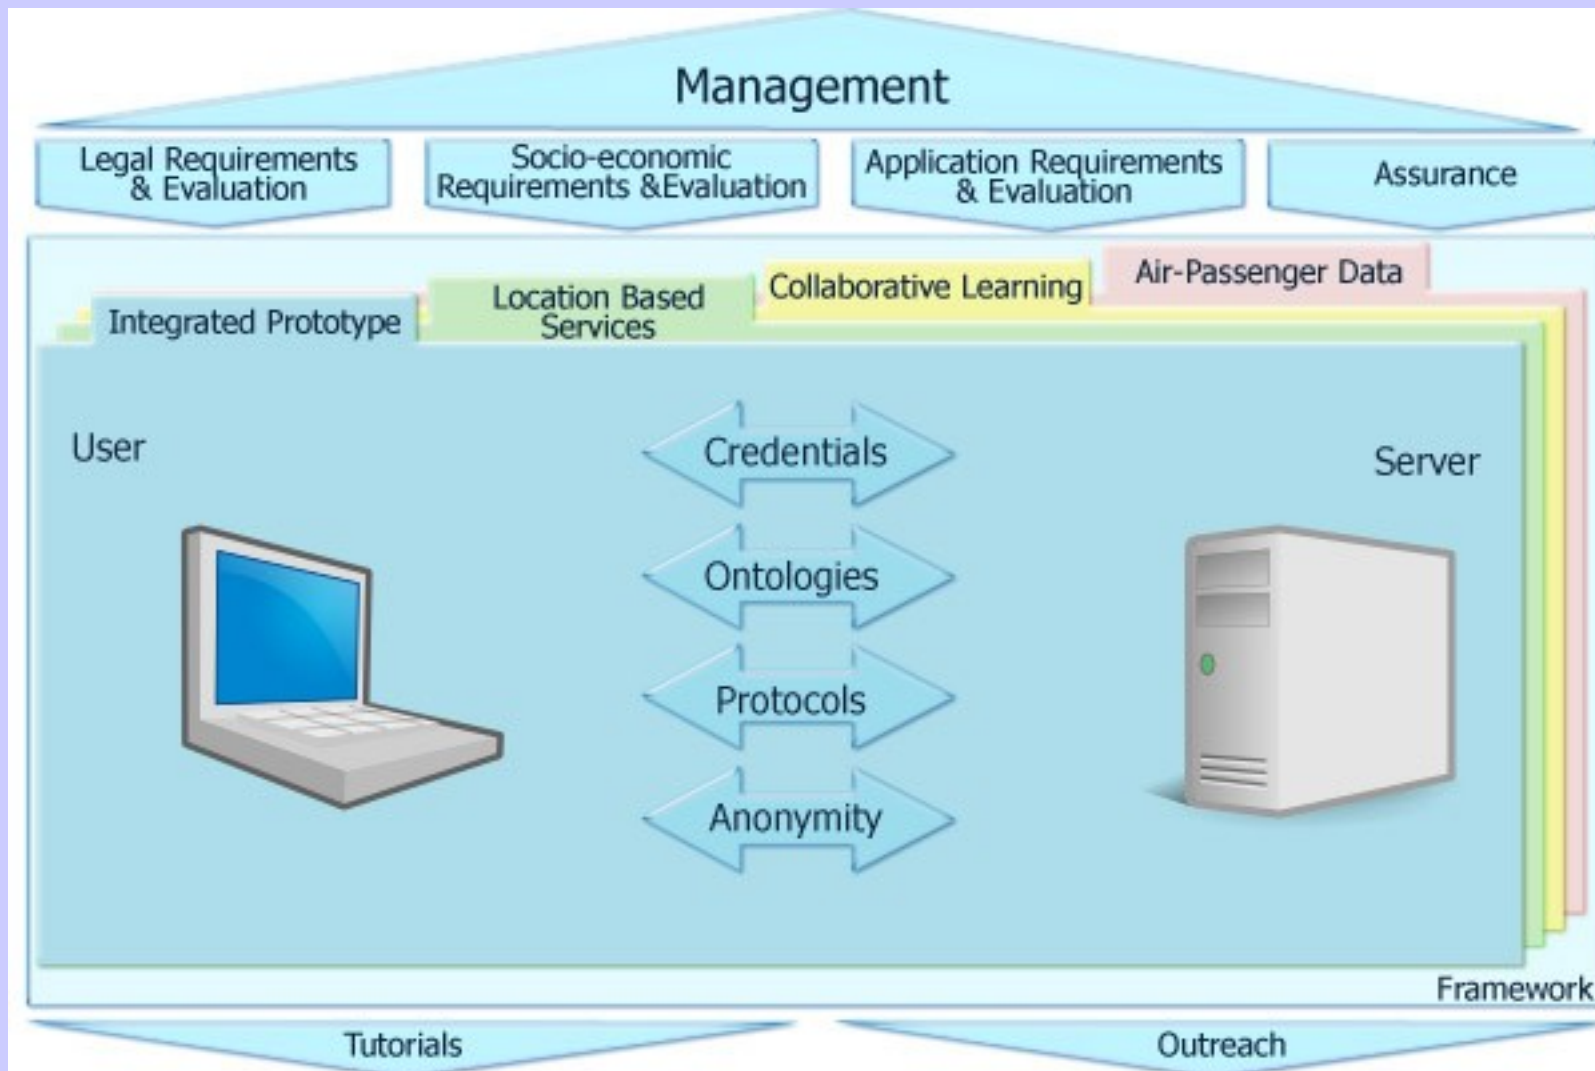 Management
Legal Requirements
& Evaluation
Socio-economic
Requirements &Evaluation
Application Requirements
& Evaluation
Assurance
Integrated Prototype
Location Based
Services
Collaborative Learning
Air-Passenger Data
User
Server
Credentials
Ontologies
Protocols
Anonymity
Framework
Tutorials
Outreach